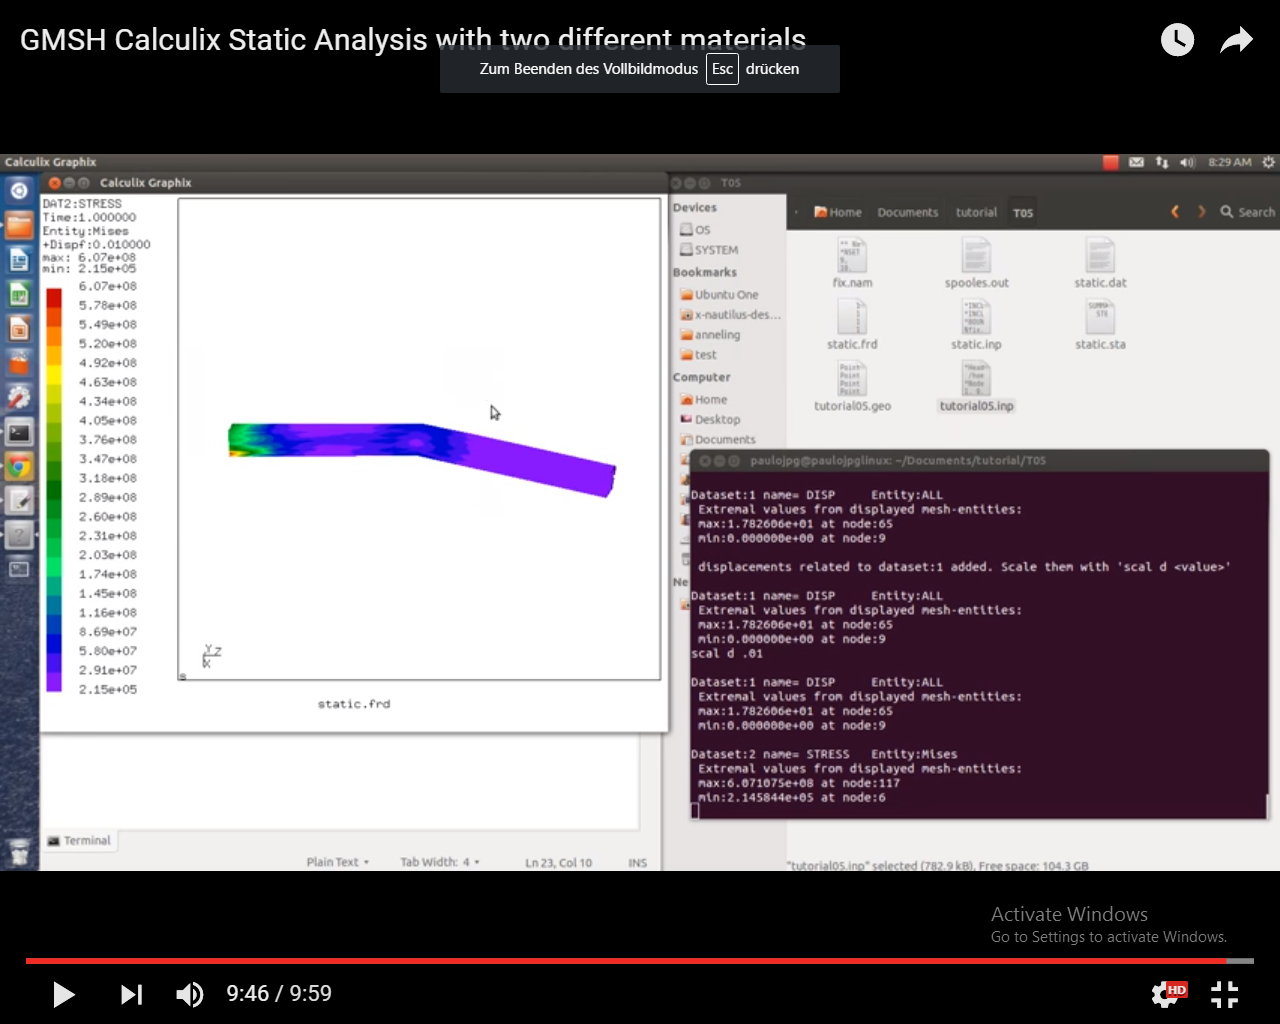 GMSH Calculix Static Analysis with two different materials
Zum Beenden des Vollbildmodus Esc drücken
Calculix Graphix
8:29 AM
Calculix Graphix
DAT2:STRESS
Time:1.000000
Entity:Mises
+Dispf:0.010000
max: 6.07e+08
min: 2.15e+05
6.07e+08
5.78e+08
5.49e+08
5.20e+08
4.92e+08
4.63e+08
4.34e+08
4.05e+08
3.76e+08
3.47e+08
3.18e+08
2.89e+08
2.60e+08
2.31e+08
2.03e+08
1.74e+08
1.45e+08
1.16e+08
8.69e+07
5.80e+07
2.91e+07
2.15e+05
Y Z
X
static.frd
Terminal
Plain Text
Tab Width: 4
Ln 23, Col 10
INS
T05
Devices
OS
SYSTEM
Bookmarks
Ubuntu One
x-nautilus-des...
anneling
test
Computer
Home
Desktop
Documents
Ne
Home Documents tutorial T05
Search
fix.nam
spooles.out
static.dat
static.frd
static.inp
static.sta
tutorial05.geo
tutorial05.inp
paulojpg@paulojpglinux: ~/Documents/tutorial/T05
Dataset:1 name= DISP Entity:ALL
Extremal values from displayed mesh-entities:
max:1.782606e+01 at node:65
min:0.000000e+00 at node:9
displacements related to dataset:1 added. Scale them with 'scal d <value>'
Dataset:1 name= DISP Entity:ALL
Extremal values from displayed mesh-entities:
max:1.782606e+01 at node:65
min:0.000000e+00 at node:9
scal d .01
Dataset:1 name= DISP Entity:ALL
Extremal values from displayed mesh-entities:
max:1.782606e+01 at node:65
min:0.000000e+00 at node:9
Dataset:2 name= STRESS Entity:Mises
Extremal values from displayed mesh-entities:
max:6.071075e+08 at node:117
min:2.145844e+05 at node:6
"tutorial05.inp" selected (782.9 kB), Free space: 104.3 GB
Activate Windows
Go to Settings to activate Windows.
9:46 / 9:59
HD